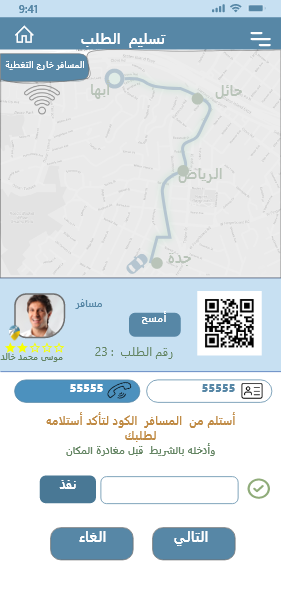 9:41
تسليم الطلب
المسافر خارج التغطية
ابها
حائل
الرياض
جدة
مسافر
أمسح
رقم الطلب : 23
موسى محمد خالد
55555
55555
أستلم من المسافر الكود لتأكد أستلامه
لطلبك
وأدخله بالشريط قبل مغادرة المكان
نفذ
التالي
الغاء